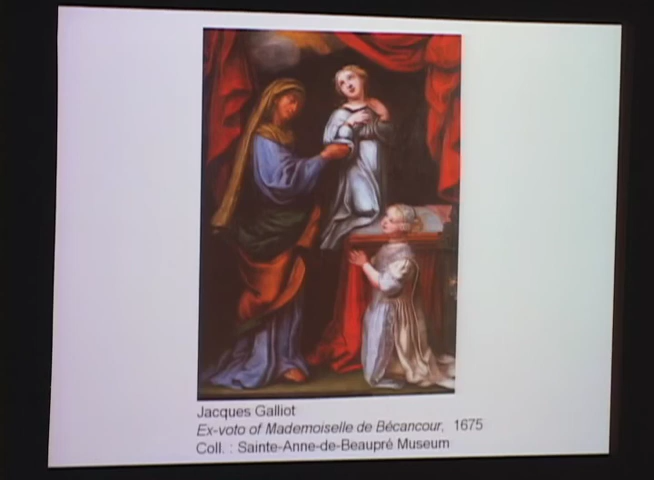 Jacques Galliot
Ex-voto of Mademoiselle de Bécancour, 1675
Coll. : Sainte-Anne-de-Beaupré Museum